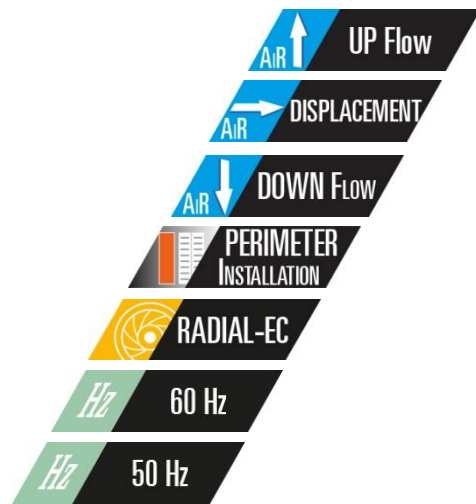 AIR UP Flow
AIR DISPLACEMENT
AIR DOWN FLOW
PERIMETER
INSTALLATION
RADIAL-EC
Hz 60 Hz
Hz 50 Hz